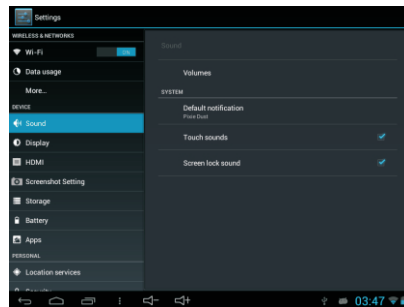 Settings
WIRELESS & NETWORKS
Wi-Fi
ON
Data usage
More...
DEVICE
Sound
Display
HDMI
Screenshot Setting
Storage
Battery
Apps
PERSONAL
Location services
Security
Sound
Volumes
SYSTEM
Default notification
Pixie Dust
Touch sounds
Screen lock sound
03:47